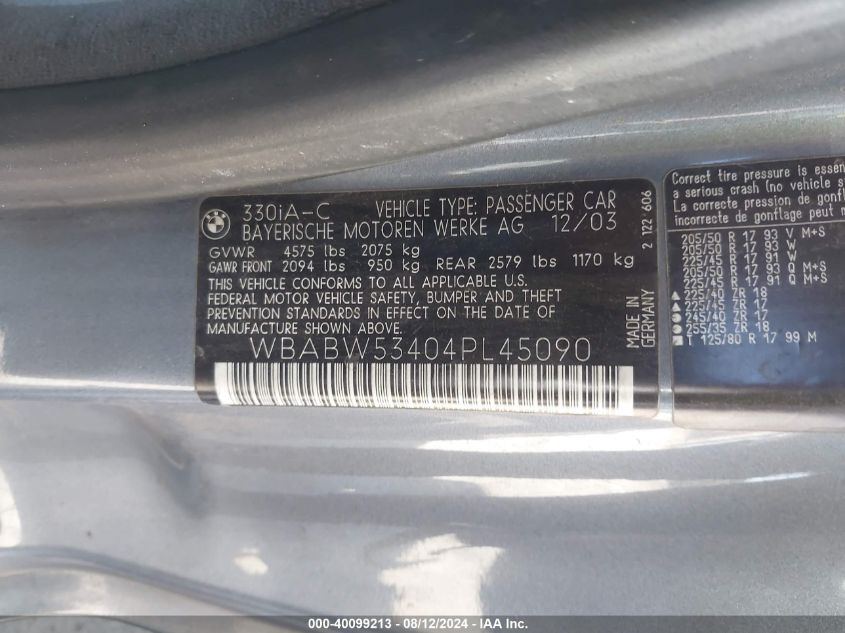 BMW
330iA-C VEHICLE TYPE: PASSENGER CAR
BAYERISCHE MOTOREN WERKE AG 12/03
GVWR 4575 lbs 2075 kg
GAWR FRONT 2094 lbs 950 kg REAR 2579 lbs 1170 kg
THIS VEHICLE CONFORMS TO ALL APPLICABLE U.S.
FEDERAL MOTOR VEHICLE SAFETY, BUMPER AND THEFT
PREVENTION STANDARDS IN EFFECT ON THE DATE OF
MANUFACTURE SHOWN ABOVE.
WBABW53404PL45090
2 122 606
MADE IN
GERMANY
Correct tire pressure is essen
a serious crash (no vehicle s
La correcte pression de gonf
incorrecte de gonflage peut m
205/50 R 17 93 V M+S
205/50 R 17 93 W
225/45 R 17 91 W
205/50 R 17 93 Q M+S
225/45 R 17 91 Q M+S
225/40 ZR 18
225/45 ZR 17
245/40 ZR 17
255/35 ZR 18
T 125/80 R 17 99 M
000-40099213 - 08/12/2024 - IAA Inc.